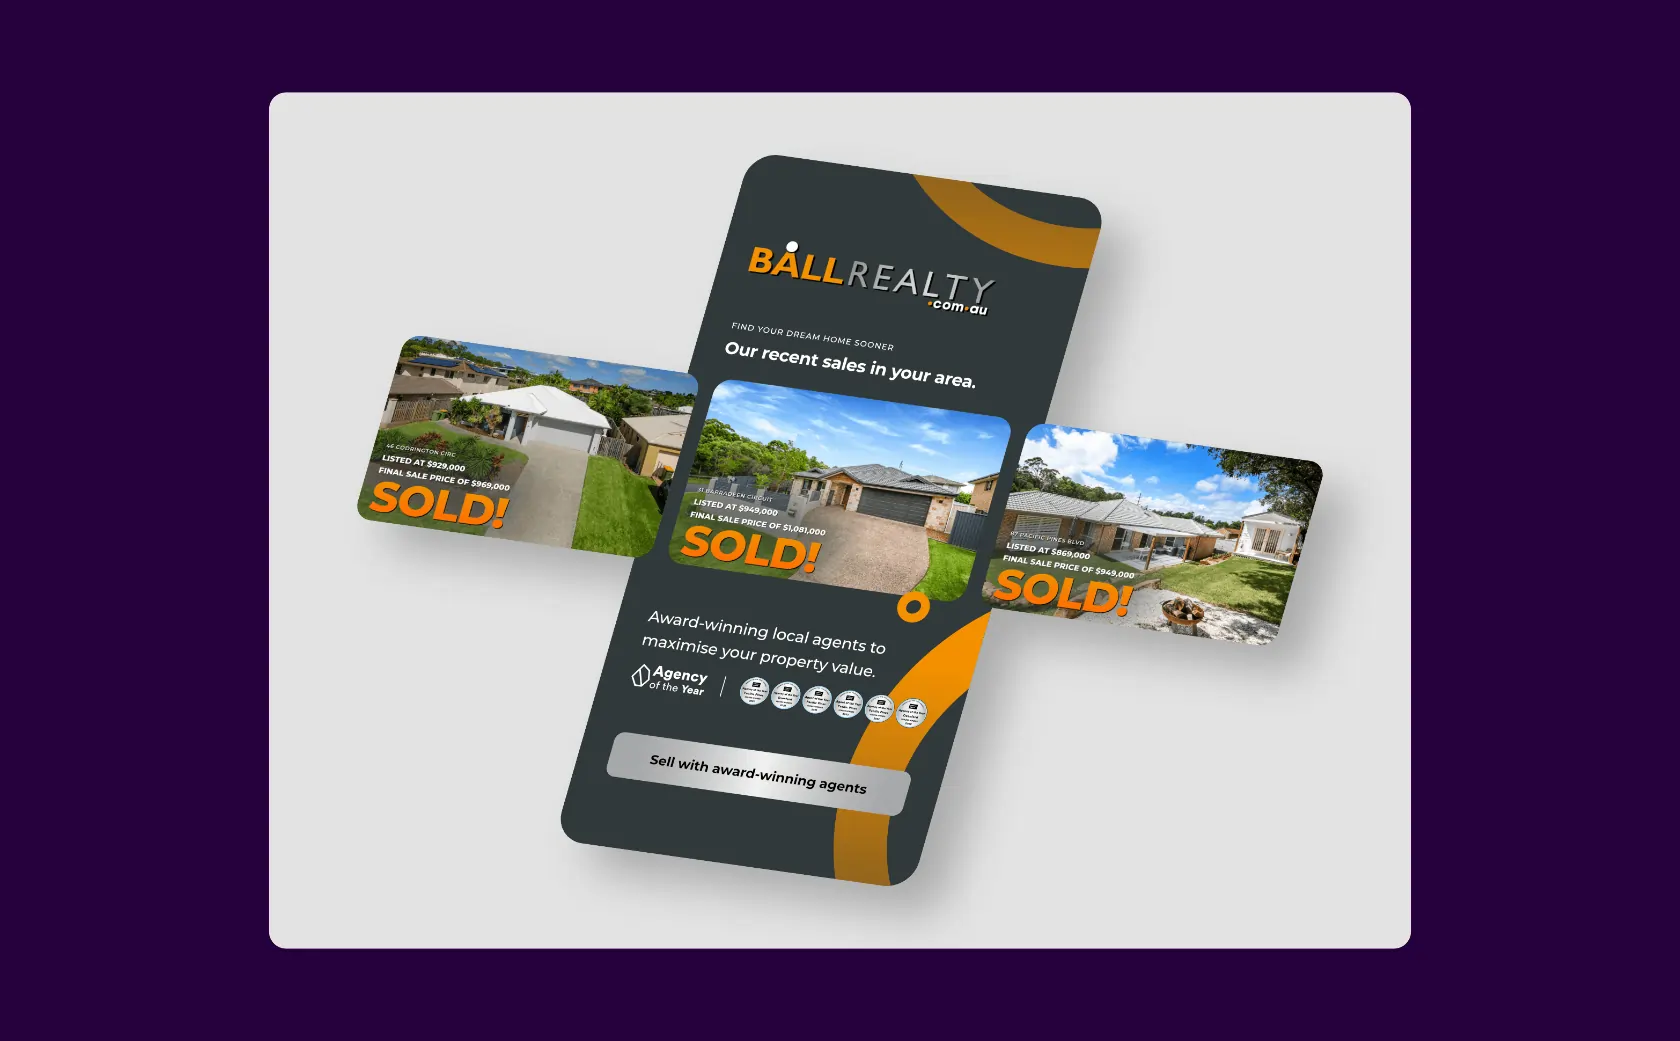 BALLREALTY
.com.au
FIND YOUR DREAM HOME SOONER
Our recent sales in your area.
46 CODRINGTON CIRC
LISTED AT $929,000
FINAL SALE PRICE OF $969,000
SOLD!
31 BARRADEEN CIRCUIT
LISTED AT $949,000
FINAL SALE PRICE OF $1,081,000
SOLD!
97 PACIFIC PINES BLVD
LISTED AT $869,000
FINAL SALE PRICE OF $949,000
SOLD!
Award-winning local agents to
maximise your property value.
Agency
of the Year
Sell with award-winning agents